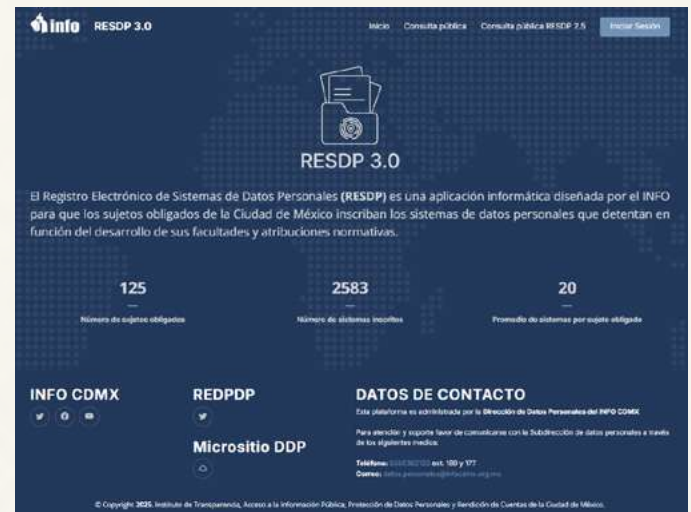 info RESDP 3.0 Inicio Consulta pública Consulta pública RESDP 2.5 Iniciar Sesión
RESDP 3.0
El Registro Electrónico de Sistemas de Datos Personales (RESDP) es una aplicación informática diseñada por el INFO
para que los sujetos obligados de la Ciudad de México inscriban los sistemas de datos personales que detentan en
función del desarrollo de sus facultades y atribuciones normativas.
125 2583 20
Número de sujetos obligados Número de sistemas inscritos Promedio de sistemas por sujeto obligado
INFO CDMX REDPDP DATOS DE CONTACTO
Esta plataforma es administrada por la Dirección de Datos Personales del INFO CDMX
Para atención y soporte favor de comunicarse con la Subdirección de datos personales a través
de los siguientes medios:
Micrositio DDP
Teléfono: ext. 180 y 177
Correo: datos.personales@infocdmx.org.mx
© Copyright 2025. Instituto de Transparencia, Acceso a la Información Pública, Protección de Datos Personales y Rendición de Cuentas de la Ciudad de México.